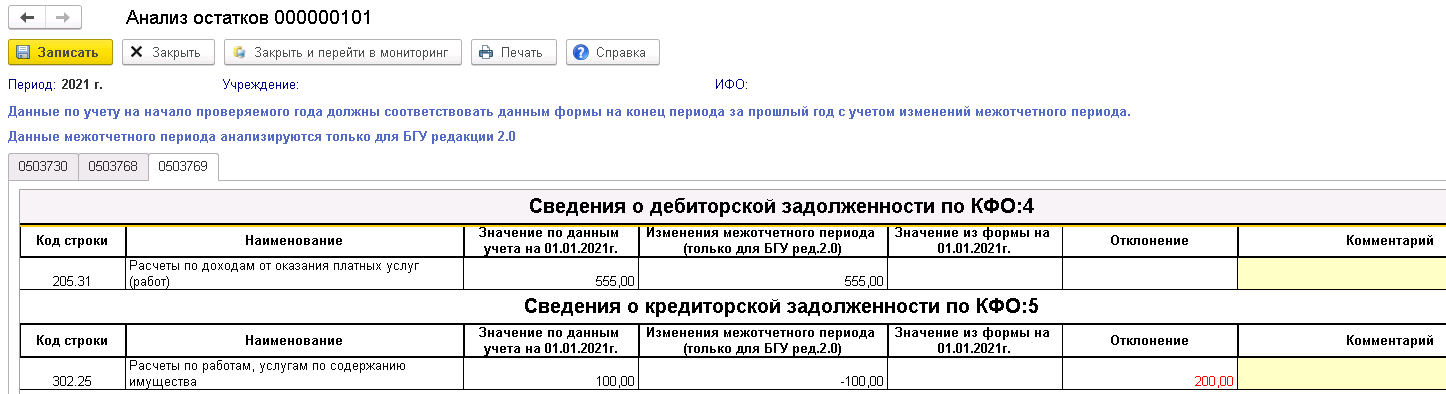 Анализ остатков 000000101
Записать Закрыть Закрыть и перейти в мониторинг Печать ? Справка
Период: 2021 г. Учреждение: ИФО:
Данные по учету на начало проверяемого года должны соответствовать данным формы на конец периода за прошлый год с учетом изменений межотчетного периода.
Данные межотчетного периода анализируются только для БГУ редакции 2.0
0503730 0503768 0503769
Сведения о дебиторской задолженности по КФО:4
Код строки
Наименование
Значение по данным
учета на 01.01.2021г.
Изменения межотчетного периода
(только для БГУ ред.2.0)
Значение из формы на
01.01.2021г.
Отклонение
Комментарий
205.31
Расчеты по доходам от оказания платных услуг
(работ)
555,00
555,00
Сведения о кредиторской задолженности по КФО:5
Код строки
Наименование
Значение по данным
учета на 01.01.2021г.
Изменения межотчетного периода
(только для БГУ ред.2.0)
Значение из формы на
01.01.2021г.
Отклонение
Комментарий
302.25
Расчеты по работам, услугам по содержанию
имущества
100,00
-100,00
200,00